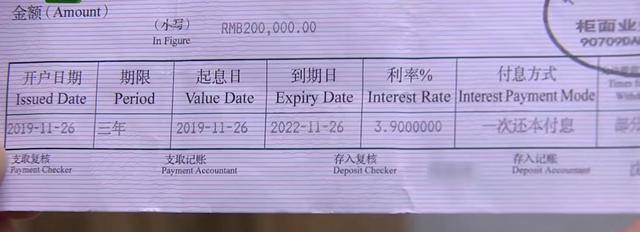 金额(Amount)
(小写) RMB200,000.00
In Figure
柜面业
90709DA
开户日期 期限 起息日 到期日 利率% 付息方式
Issued Date Period Value Date Expiry Date Interest Rate Interest Payment Mode Times f
2019-11-26 三年 2019-11-26 2022-11-26 3.9000000 一次还本付息 部分
支取复核 支取记账 存入复核 存入记账
Payment Checker Payment Accountant Deposit Checker Deposit Accountant